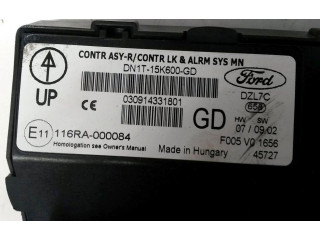 CONTR ASY-R/CONTR LK & ALRM SYS MN
DN1T-15K600-GD
Ford
UP
CE
030914331801
DZL7C
GD
HW SW
07 / 09.02
E11 116RA-000084
Homologation see Owner's Manual
Made in Hungary
F005 V0 1656
45727